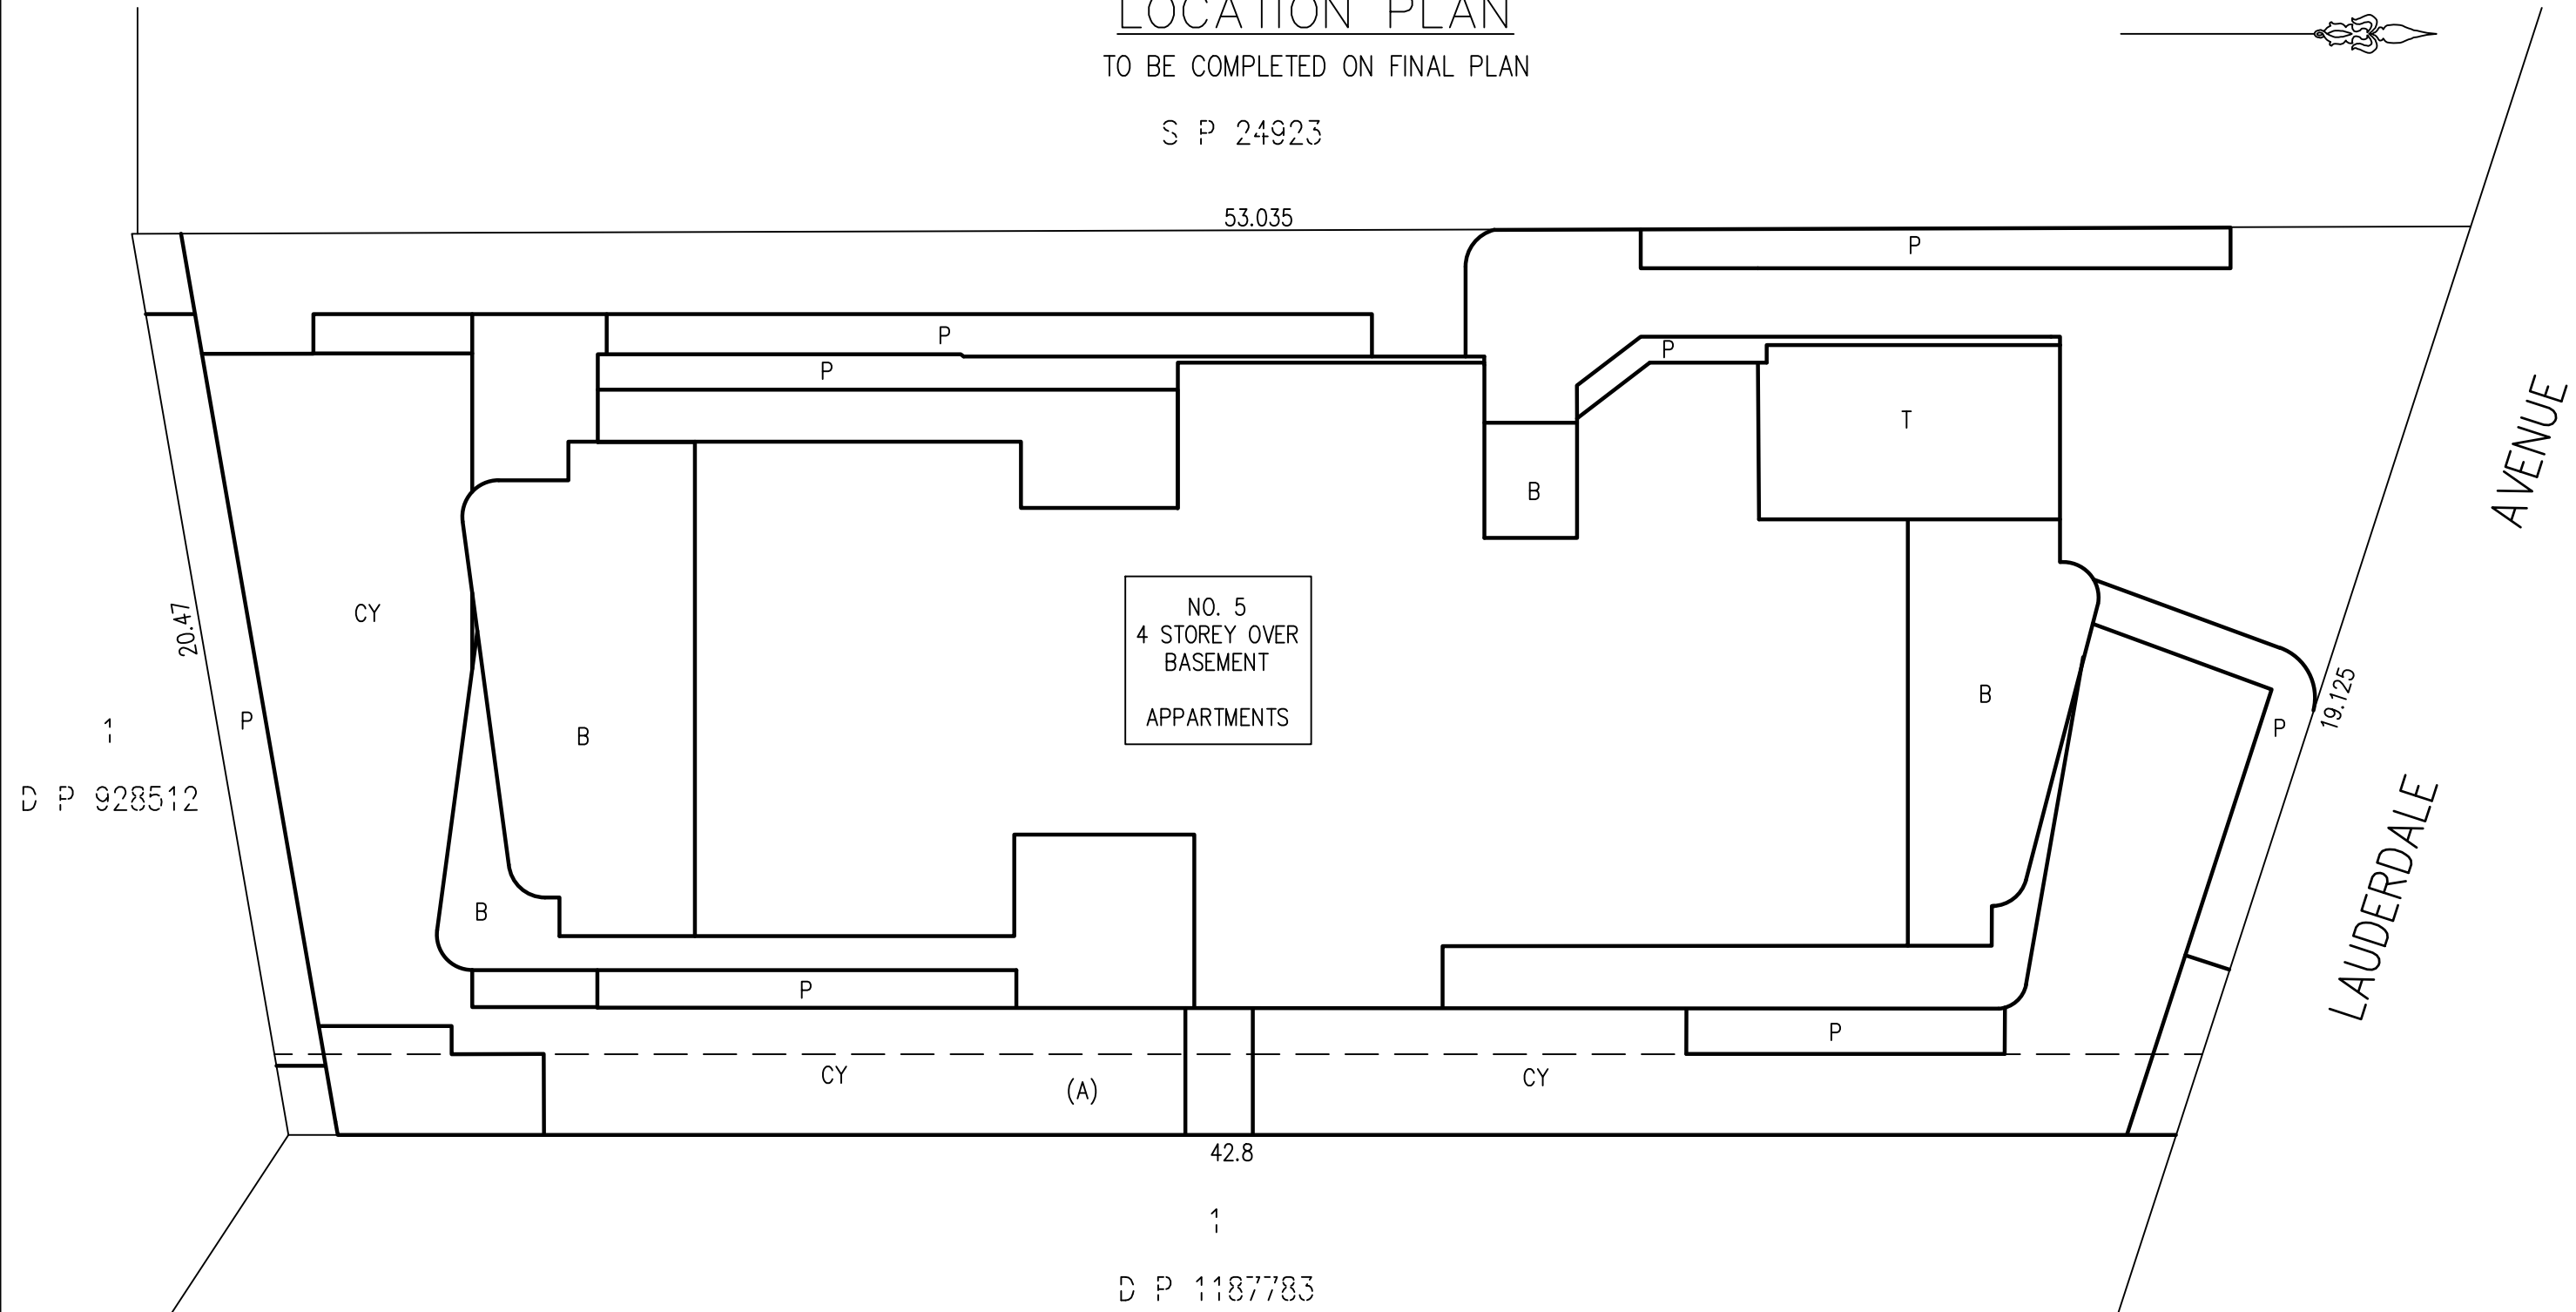 LOCATION PLAN
TO BE COMPLETED ON FINAL PLAN
S P 24923
53.035
P
P
P
P
T
B
AVENUE
CY
20.47
NO. 5
4 STOREY OVER
BASEMENT
APPARTMENTS
P
1
B
B
P
19.125
D P 928512
LAUDERDALE
B
P
P
CY
(A)
CY
42.8
1
D P 1187783